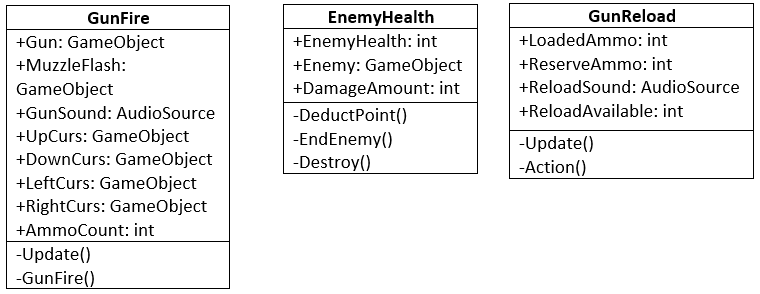 GunFire
+Gun: GameObject
+MuzzleFlash:
GameObject
+GunSound: AudioSource
+UpCurs: GameObject
+DownCurs: GameObject
+LeftCurs: GameObject
+RightCurs: GameObject
+AmmoCount: int
-Update()
-GunFire()
EnemyHealth
+EnemyHealth: int
+Enemy: GameObject
+DamageAmount: int
-DeductPoint()
-EndEnemy()
-Destroy()
GunReload
+LoadedAmmo: int
+ReserveAmmo: int
+ReloadSound: AudioSource
+ReloadAvailable: int
-Update()
-Action()